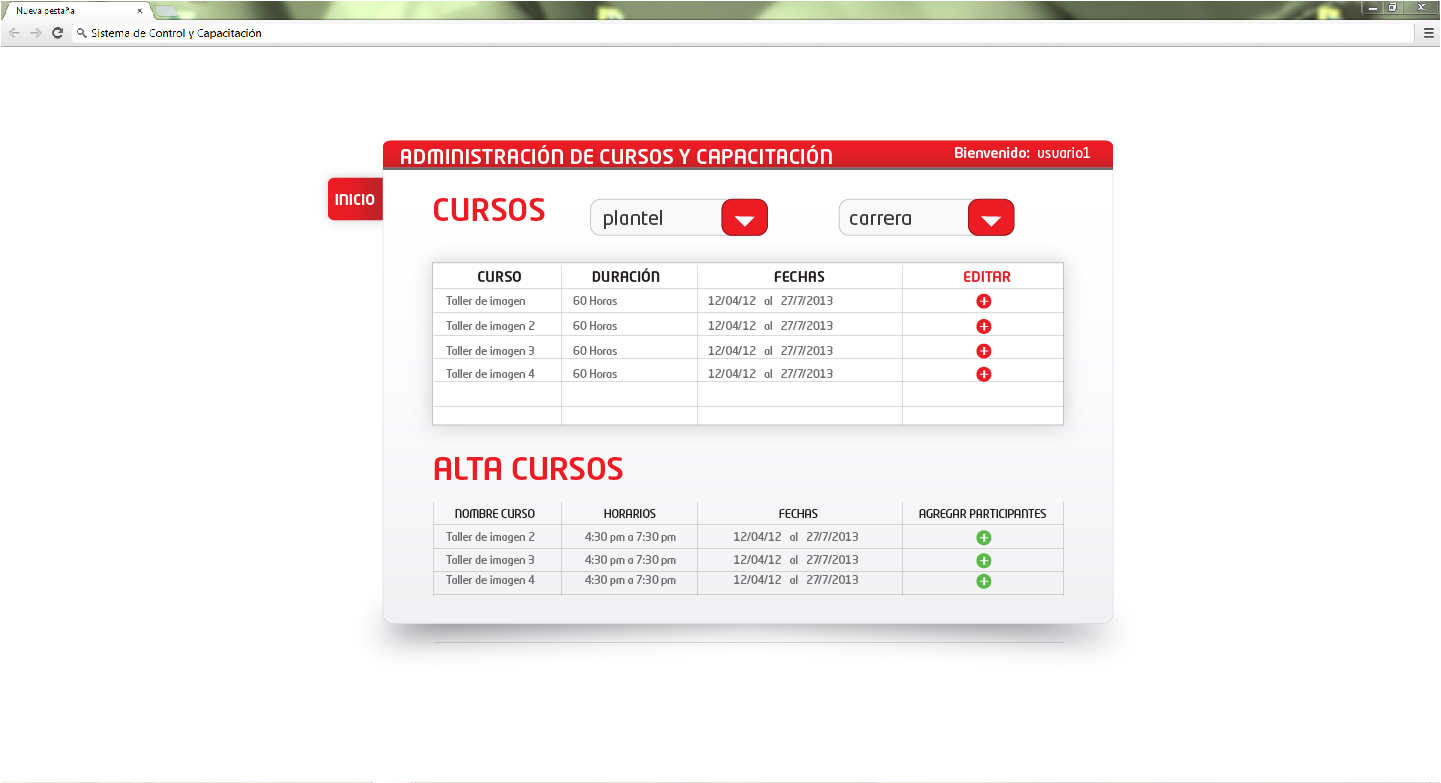 Nueva pestaña
Sistema de Control y Capacitación
ADMINISTRACIÓN DE CURSOS Y CAPACITACIÓN Bienvenido: usuario1
INICIO
CURSOS plantel carrera
CURSO DURACIÓN FECHAS EDITAR
Taller de imagen 60 Horas 12/04/12 al 27/7/2013
Taller de imagen 2 60 Horas 12/04/12 al 27/7/2013
Taller de imagen 3 60 Horas 12/04/12 al 27/7/2013
Taller de imagen 4 60 Horas 12/04/12 al 27/7/2013
ALTA CURSOS
NOMBRE CURSO HORARIOS FECHAS AGREGAR PARTICIPANTES
Taller de imagen 2 4:30 pm a 7:30 pm 12/04/12 al 27/7/2013
Taller de imagen 3 4:30 pm a 7:30 pm 12/04/12 al 27/7/2013
Taller de imagen 4 4:30 pm a 7:30 pm 12/04/12 al 27/7/2013